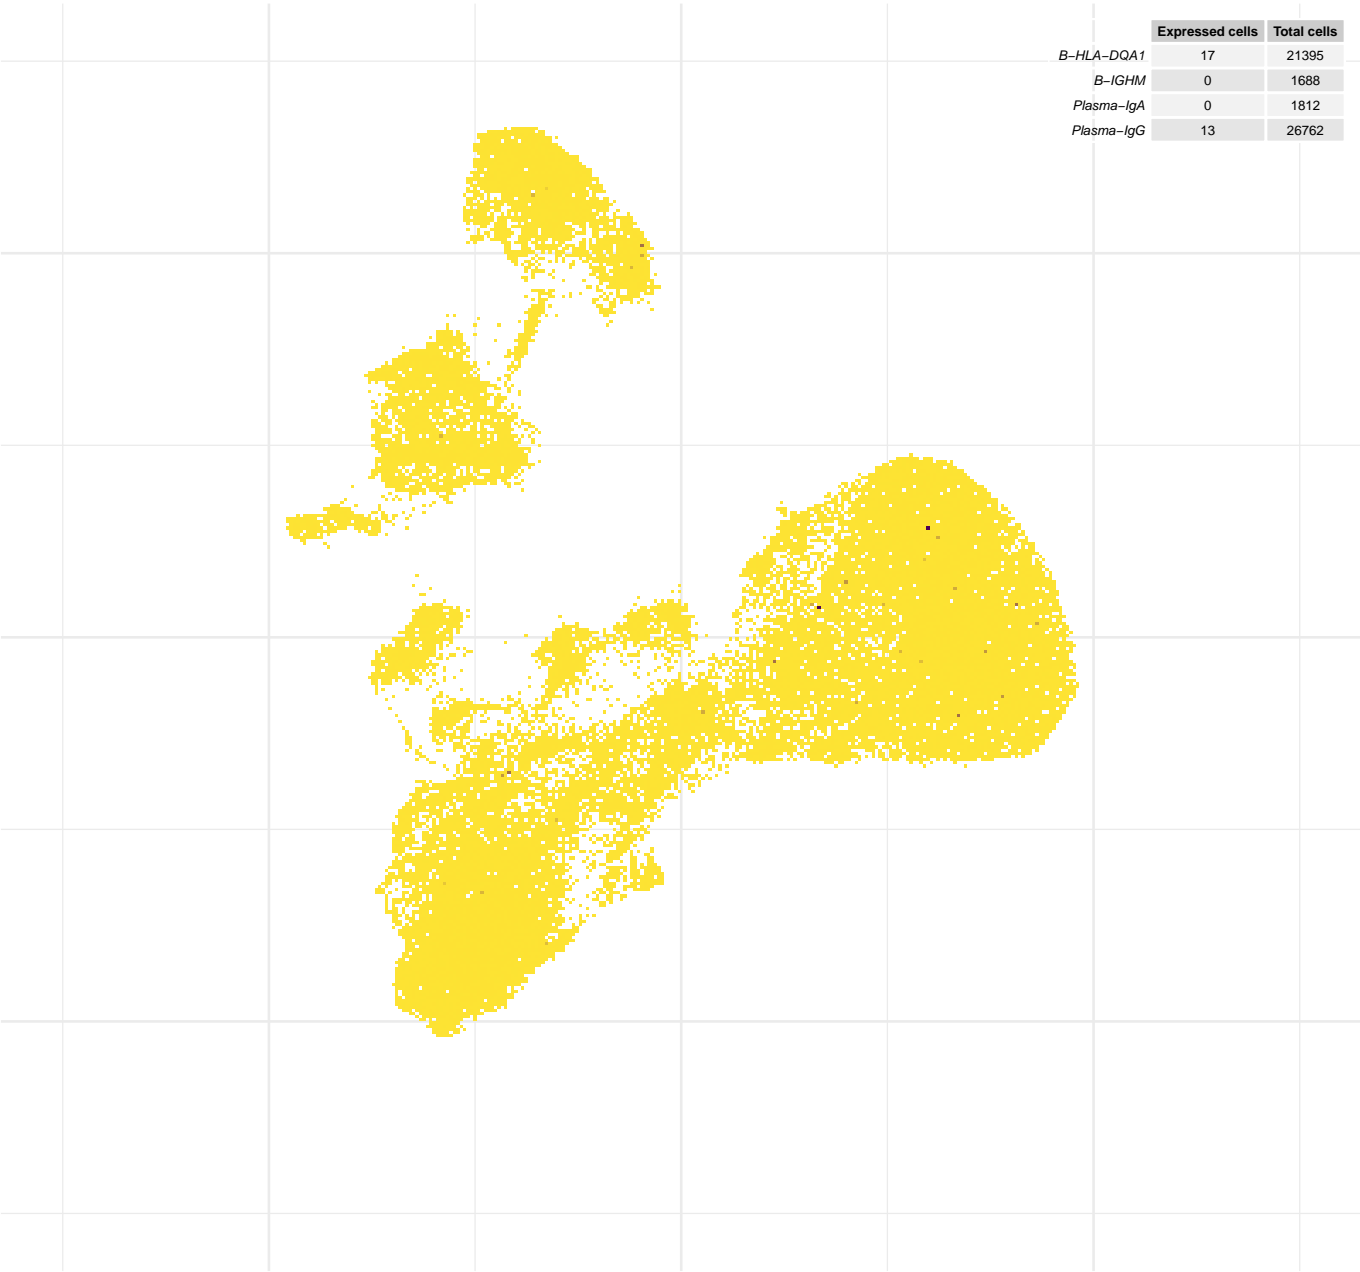 Expressed cells Total cells
B-HLA-DQA1 17 21395
B-IGHM 0 1688
Plasma-IgA 0 1812
Plasma-IgG 13 26762